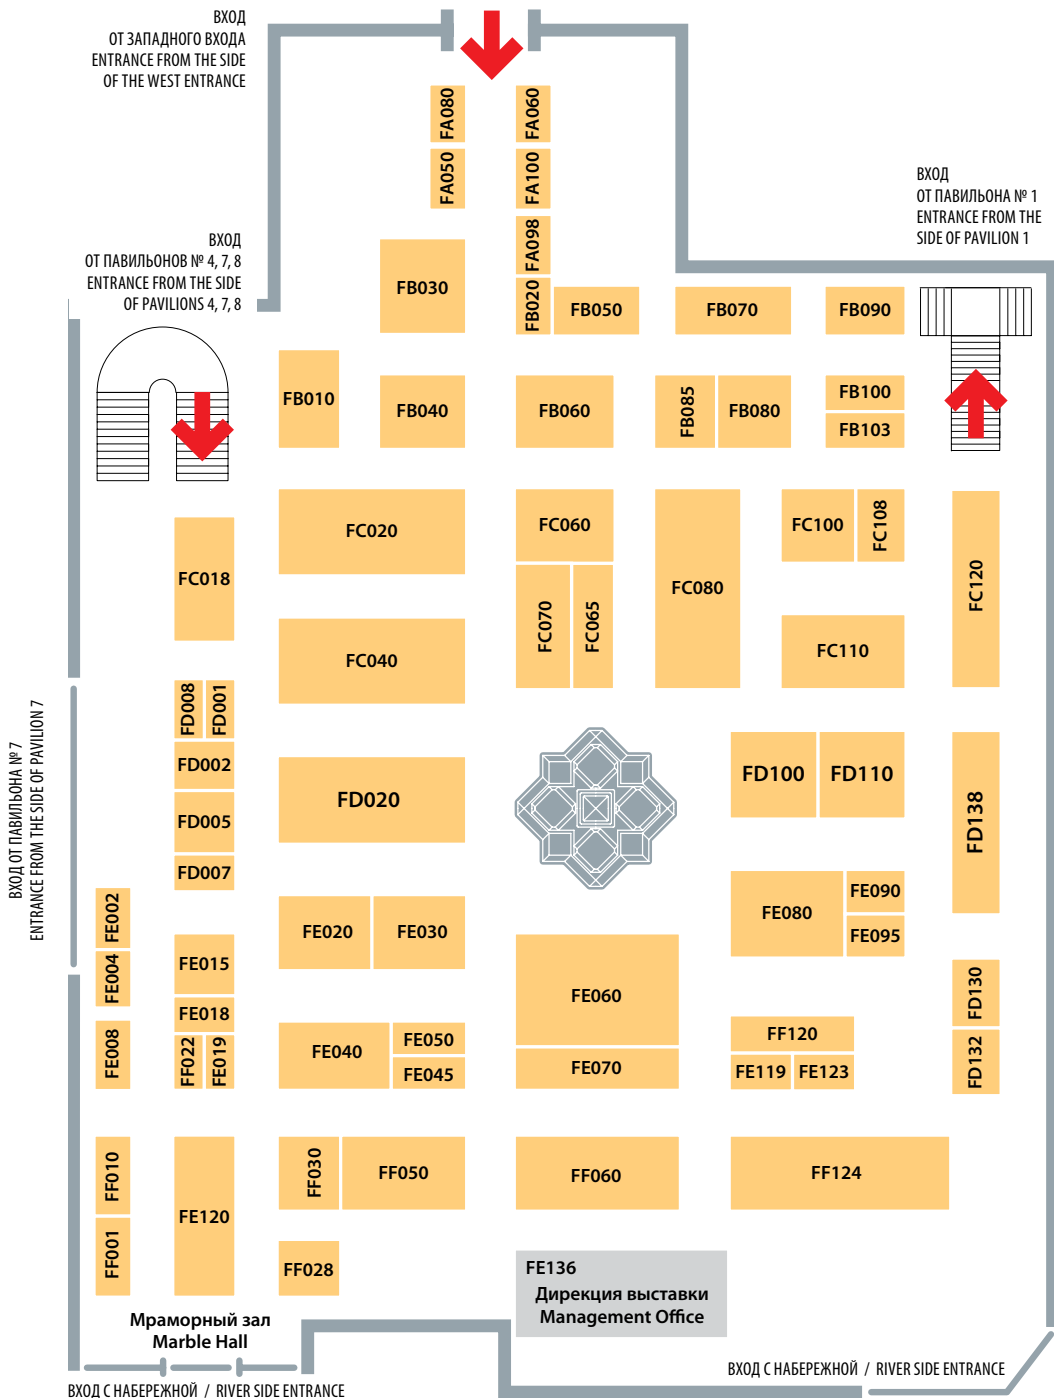 ВХОД
ОТ ЗАПАДНОГО ВХОДА
ENTRANCE FROM THE SIDE
OF THE WEST ENTRANCE
FA080
FA060
FA050
FA100
ВХОД
ОТ ПАВИЛЬОНА № 1
ENTRANCE FROM THE
SIDE OF PAVILION 1
ВХОД
ОТ ПАВИЛЬОНОВ № 4, 7, 8
ENTRANCE FROM THE SIDE
OF PAVILIONS 4, 7, 8
FA098
FB030
FB020
FB050
FB070
FB090
FB010
FB040
FB060
FB085
FB080
FB100
FB103
FC020
FC060
FC080
FC100
FC108
FC120
FC018
FC070
FC065
FC040
FC110
FD008
FD001
FD002
FD005
FD007
FD020
FD100
FD110
FD138
ВХОД ОТ ПАВИЛЬОНА № 7
ENTRANCE FROM THE SIDE OF PAVILION 7
FE002
FE004
FE008
FE015
FE018
FF022
FE019
FE020
FE030
FE080
FE090
FE095
FE060
FE070
FD130
FD132
FE040
FE050
FE045
FF120
FE119
FE123
FF010
FF001
FE120
FF030
FF050
FF060
FF124
FF028
FE136
Дирекция выставки
Management Office
Мраморный зал
Marble Hall
ВХОД С НАБЕРЕЖНОЙ / RIVER SIDE ENTRANCE
ВХОД С НАБЕРЕЖНОЙ / RIVER SIDE ENTRANCE